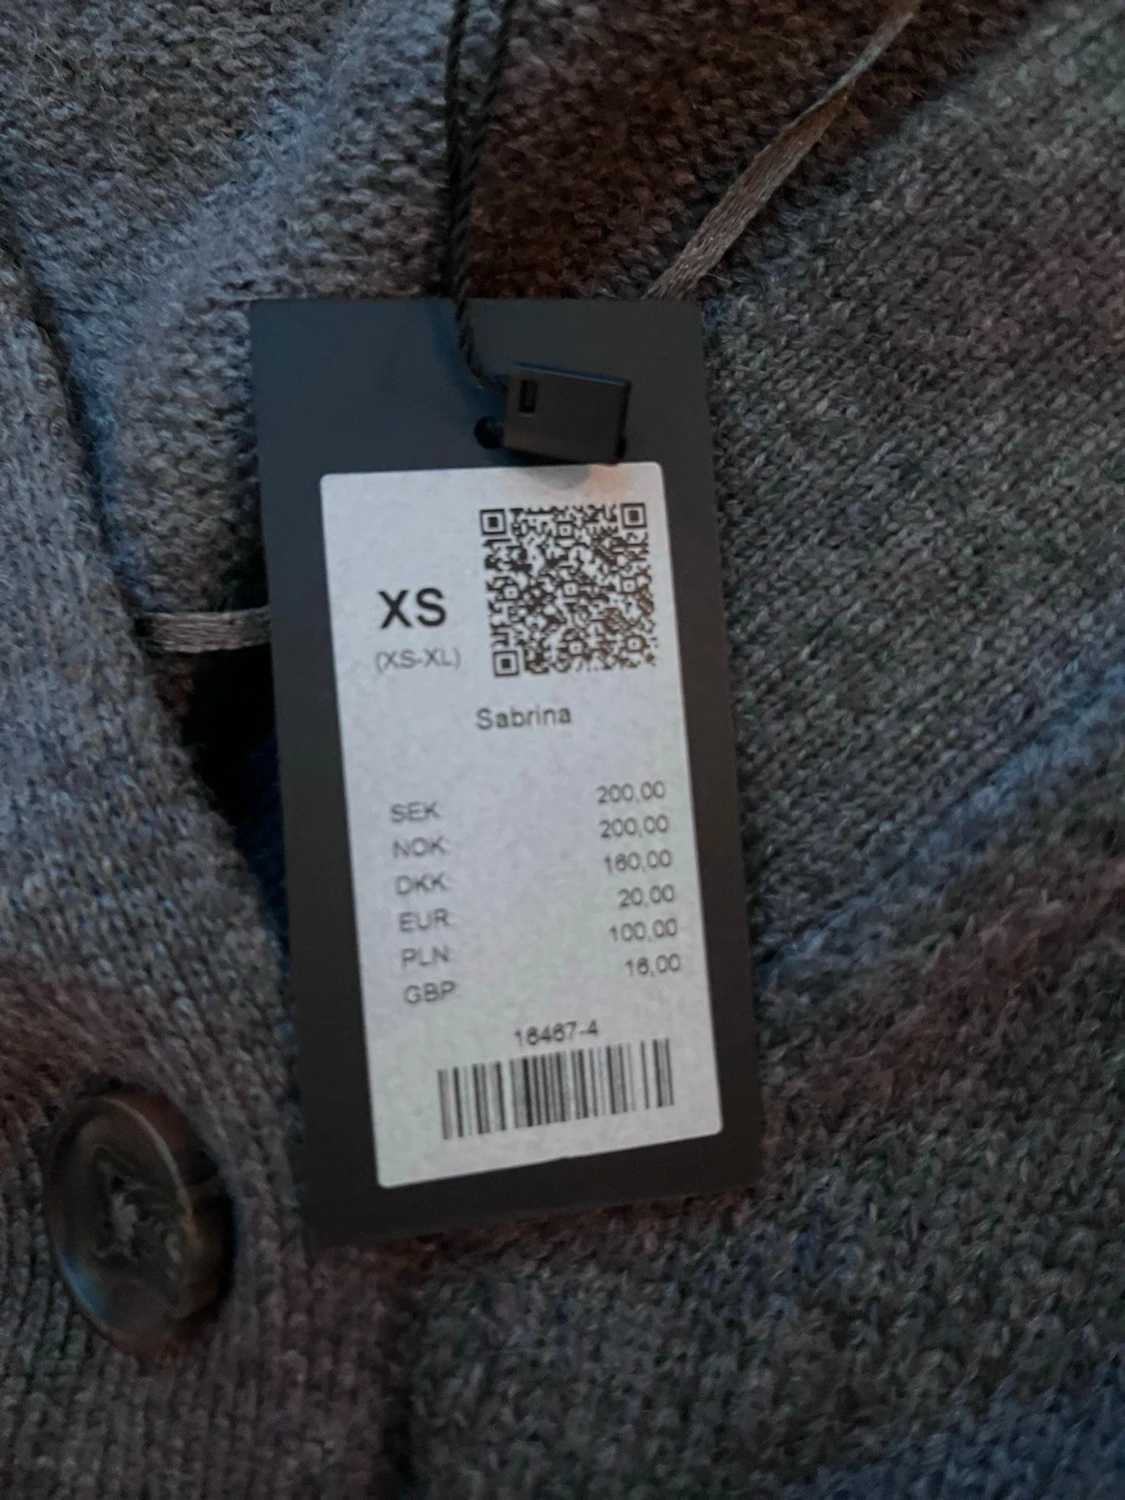 XS
(XS-XL)
Sabrina
SEK: 200,00
NOK: 200,00
DKK: 160,00
EUR: 20,00
PLN: 100,00
GBP: 16,00
16467-4